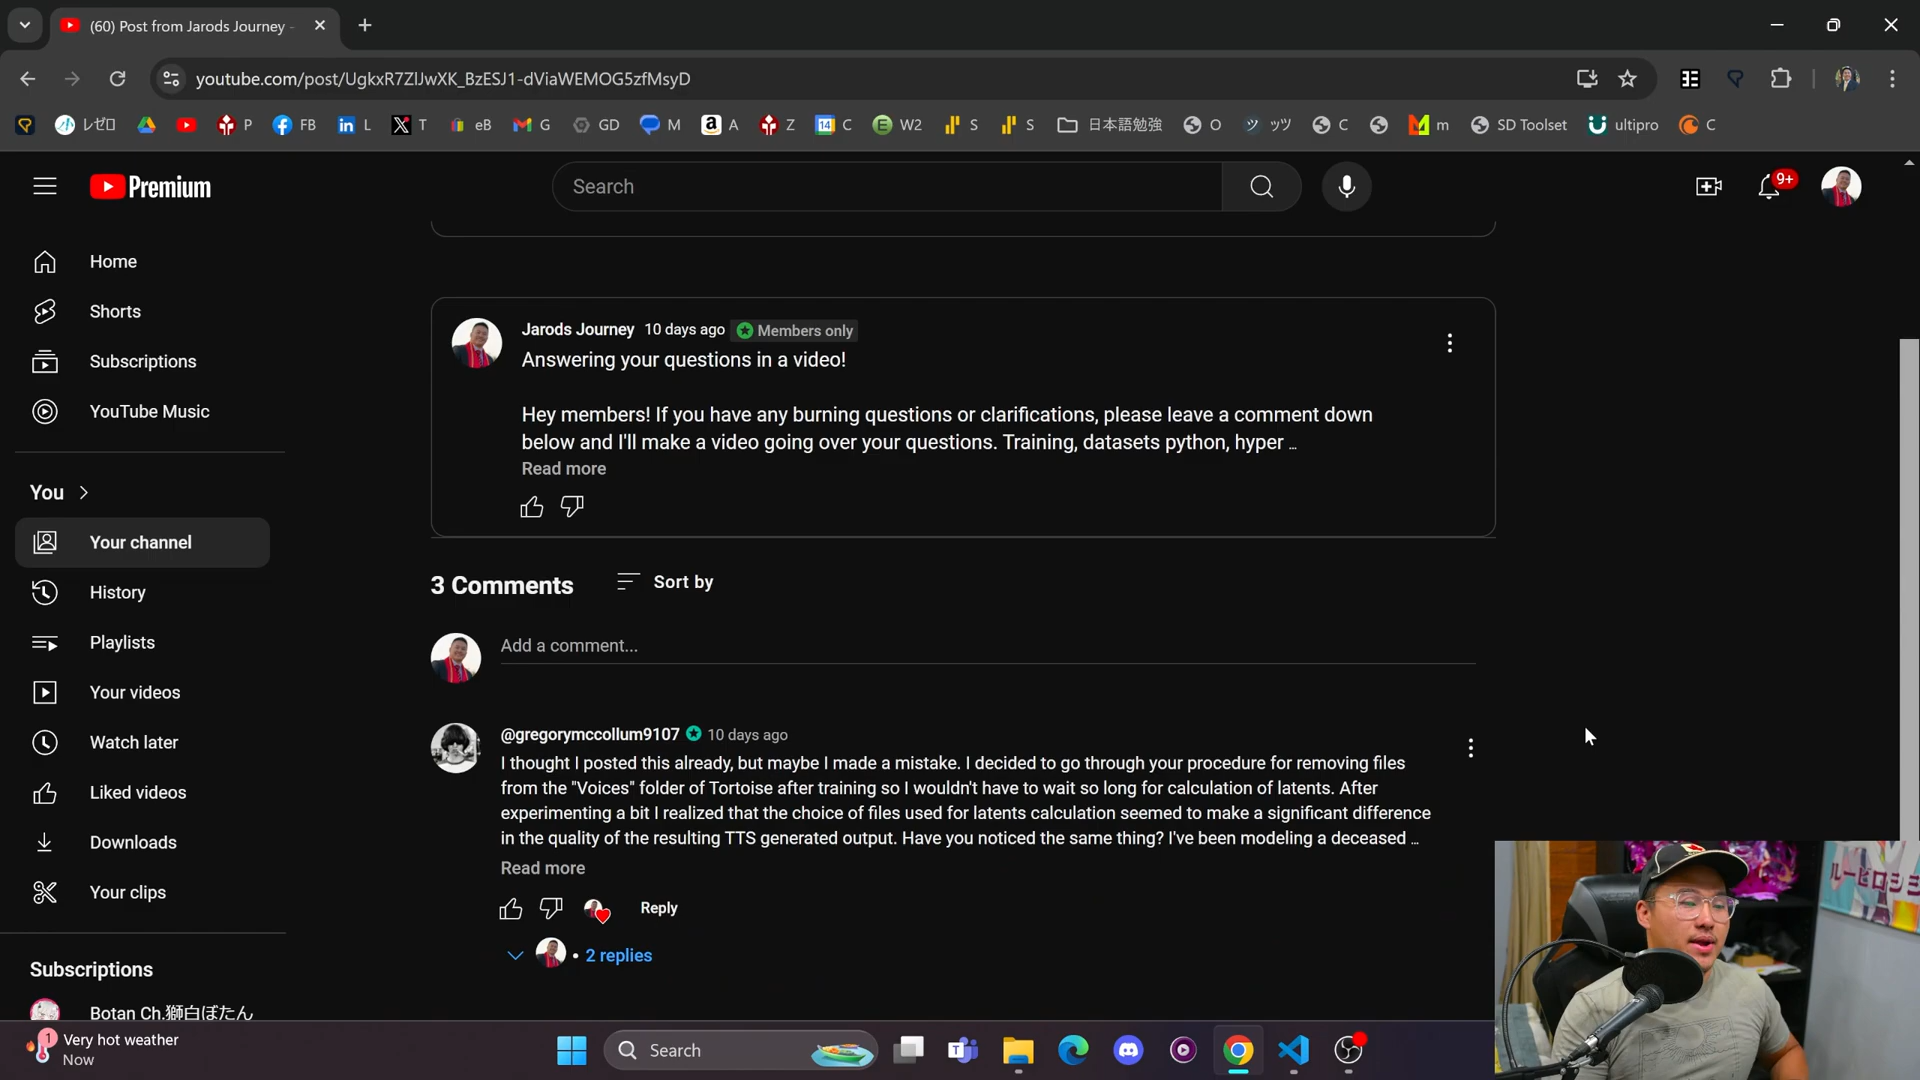 (60) Post from Jarods Journey -
youtube.com/post/UgkxR7ZlJwXK_BzESJ1-dViaWEMOG5zfMsyD
レゼロ
P
FB
L
T
eB
G
GD
M
A
Z
14
C
W2
S
S
日本語勉強
O
ッツ
C
m
SD Toolset
ultipro
C
Premium
Search
9+
Home
Shorts
Subscriptions
YouTube Music
You
Your channel
History
Playlists
Your videos
Watch later
Liked videos
Downloads
Your clips
Subscriptions
Botan Ch.獅白ぼたん
Jarods Journey 10 days ago Members only
Answering your questions in a video!
Hey members! If you have any burning questions or clarifications, please leave a comment down
below and I'll make a video going over your questions. Training, datasets python, hyper ...
Read more
3 Comments
Sort by
Add a comment...
@gregorymccollum9107 10 days ago
I thought I posted this already, but maybe I made a mistake. I decided to go through your procedure for removing files
from the "Voices" folder of Tortoise after training so I wouldn't have to wait so long for calculation of latents. After
experimenting a bit I realized that the choice of files used for latents calculation seemed to make a significant difference
in the quality of the resulting TTS generated output. Have you noticed the same thing? I've been modeling a deceased ...
Read more
Reply
• 2 replies
1
Very hot weather
Now
Search